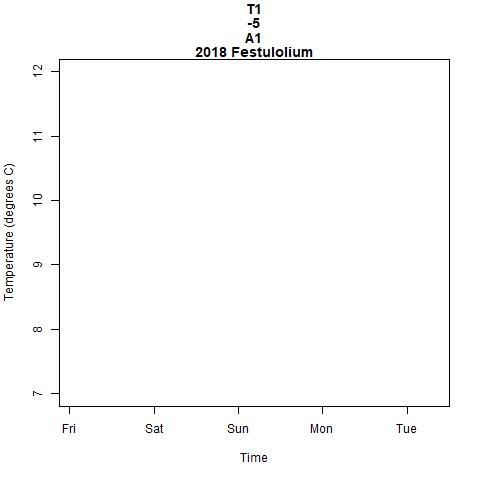 T1
-5
A1
2018 Festulolium
12
11
10
9
8
7
Temperature (degrees C)
Fri Sat Sun Mon Tue
Time